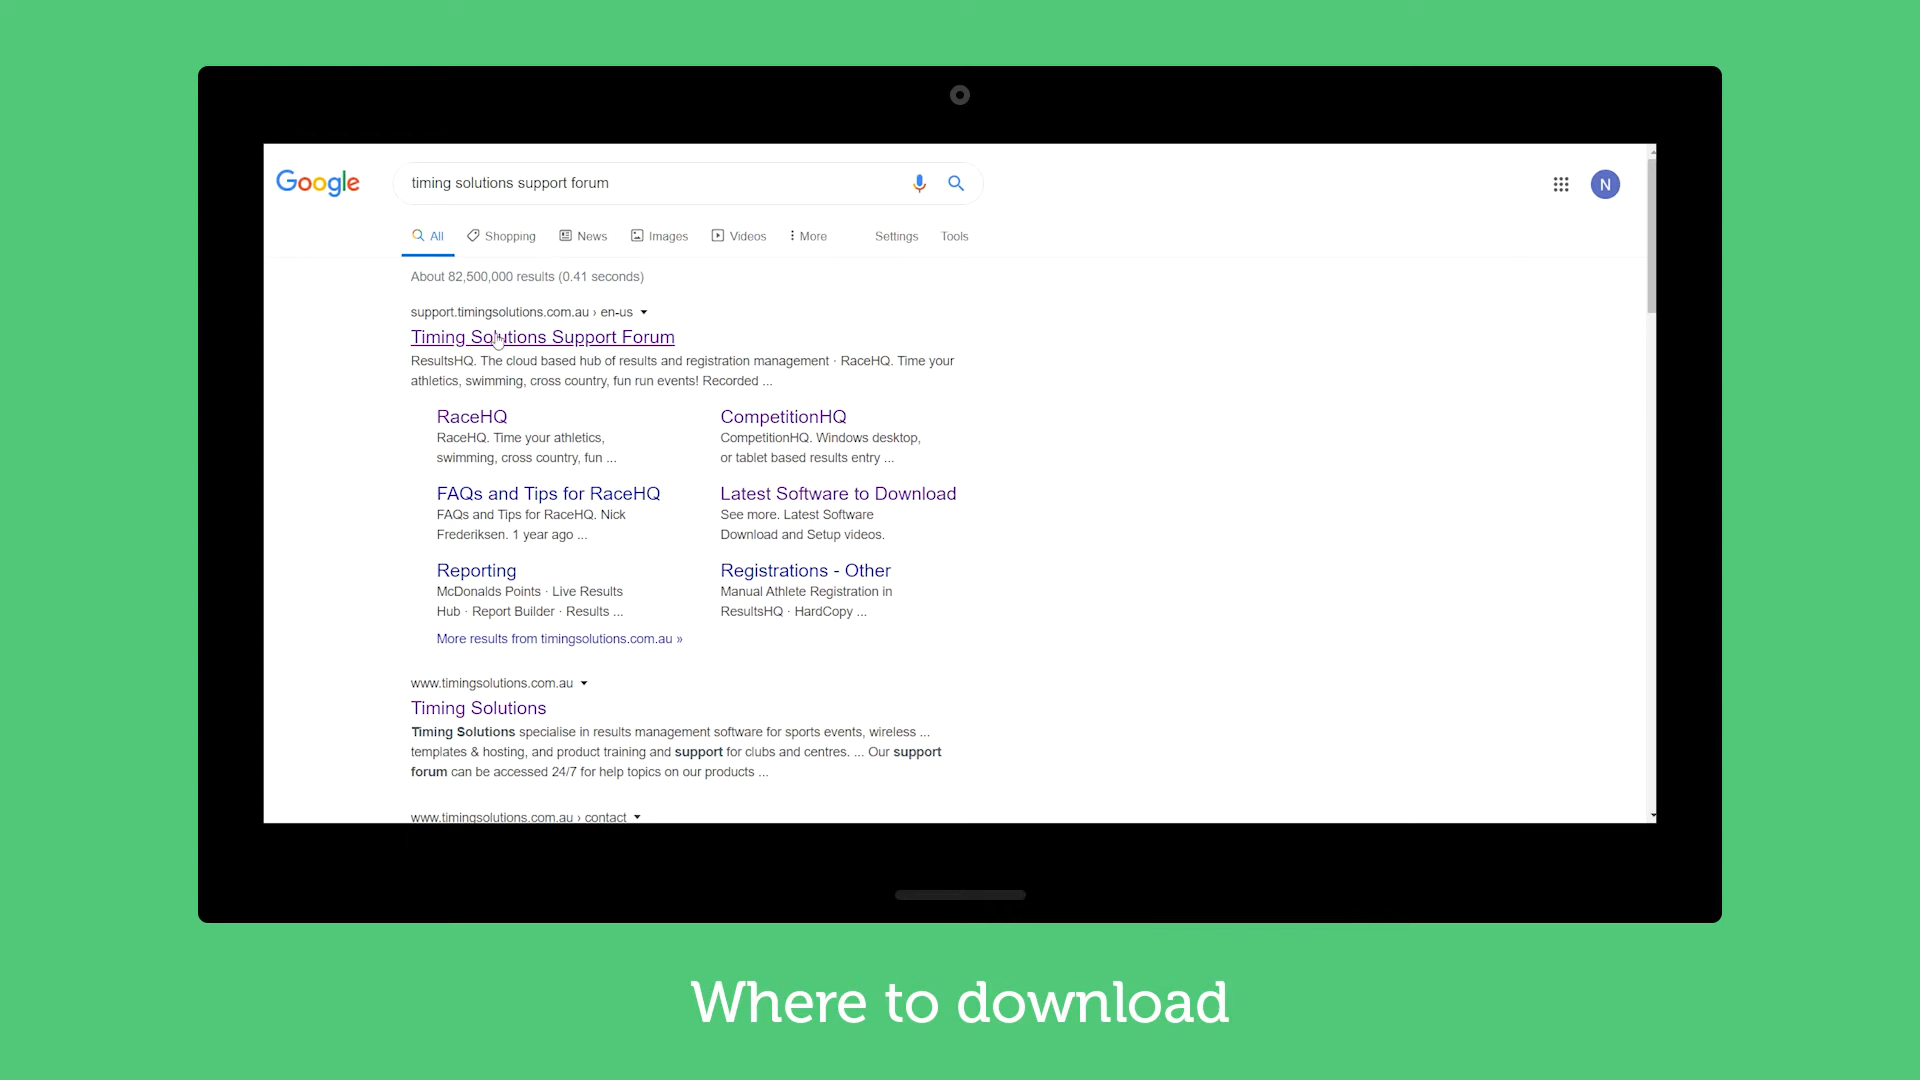 Google
timing solutions support forum
N
All Shopping News Images Videos More Settings Tools
About 82,500,000 results (0.41 seconds)
support.timingsolutions.com.au › en-us
Timing Solutions Support Forum
ResultsHQ. The cloud based hub of results and registration management · RaceHQ. Time your
athletics, swimming, cross country, fun run events! Recorded ...
RaceHQ
RaceHQ. Time your athletics,
swimming, cross country, fun ...
CompetitionHQ
CompetitionHQ. Windows desktop,
or tablet based results entry ...
FAQs and Tips for RaceHQ
FAQs and Tips for RaceHQ. Nick
Frederiksen. 1 year ago ...
Latest Software to Download
See more. Latest Software
Download and Setup videos.
Reporting
McDonalds Points · Live Results
Hub · Report Builder · Results ...
Registrations - Other
Manual Athlete Registration in
ResultsHQ · HardCopy ...
More results from timingsolutions.com.au »
www.timingsolutions.com.au
Timing Solutions
Timing Solutions specialise in results management software for sports events, wireless ...
templates & hosting, and product training and support for clubs and centres. ... Our support
forum can be accessed 24/7 for help topics on our products ...
www.timingsolutions.com.au › contact
Where to download